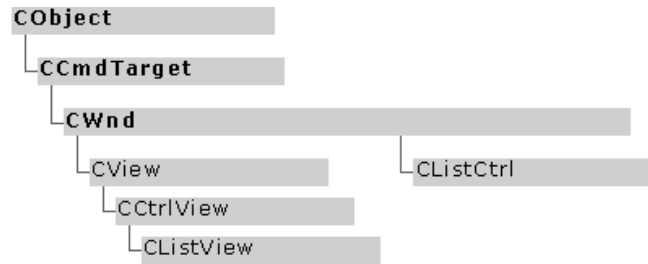 CObject
CCmdTarget
CWnd
CView
CListCtrl
CCtrlView
CListView